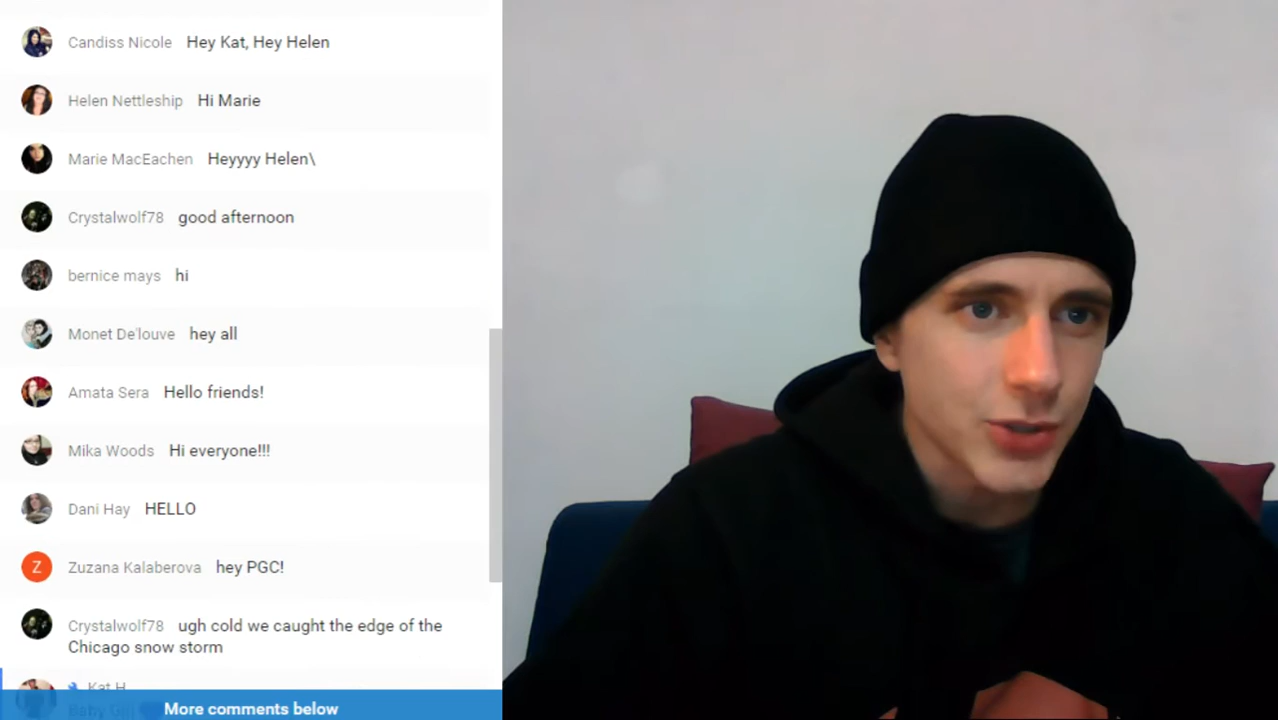 Candiss Nicole Hey Kat, Hey Helen
Helen Nettleship Hi Marie
Marie MacEachen Heyyyy Helen\
Crystalwolf78 good afternoon
bernice mays hi
Monet De'louve hey all
Amata Sera Hello friends!
Mika Woods Hi everyone!!!
Dani Hay HELLO
Z
Zuzana Kalaberova hey PGC!
Crystalwolf78 ugh cold we caught the edge of the
Chicago snow storm
Kat H
More comments below